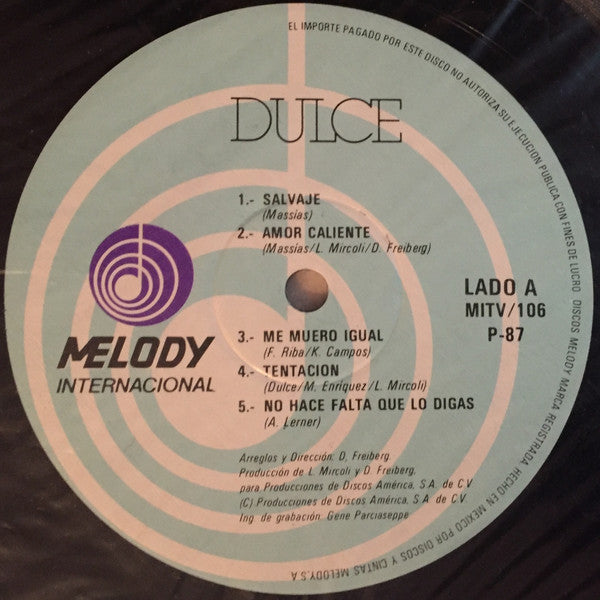 EL IMPORTE PAGADO POR ESTE DISCO NO AUTORIZA SU EJECUCION PUBLICA CON FINES DE LUCRO DISCOS MELODY MARCA REGISTRADA. HECHO EN MEXICO POR DISCOS Y CINTAS MELODY, S.A.
DULCE
1.- SALVAJE
(Massías)
2.- AMOR CALIENTE
(Massías/L. Mircoli/D. Freiberg)
LADO A
MITV/106
P-87
MELODY
INTERNACIONAL
3.- ME MUERO IGUAL
(F. Riba/K. Campos)
4.- TENTACION
(Dulce/M. Enríquez/L. Mircoli)
5.- NO HACE FALTA QUE LO DIGAS
(A. Lerner)
Arreglos y Dirección: D. Freiberg.
Producción de L. Mircoli y D. Freiberg,
para Producciones de Discos América, S.A. de C.V.
(C) Producciones de Discos América, S.A. de C.V.
Ing. de grabación: Gene Parciaseppe